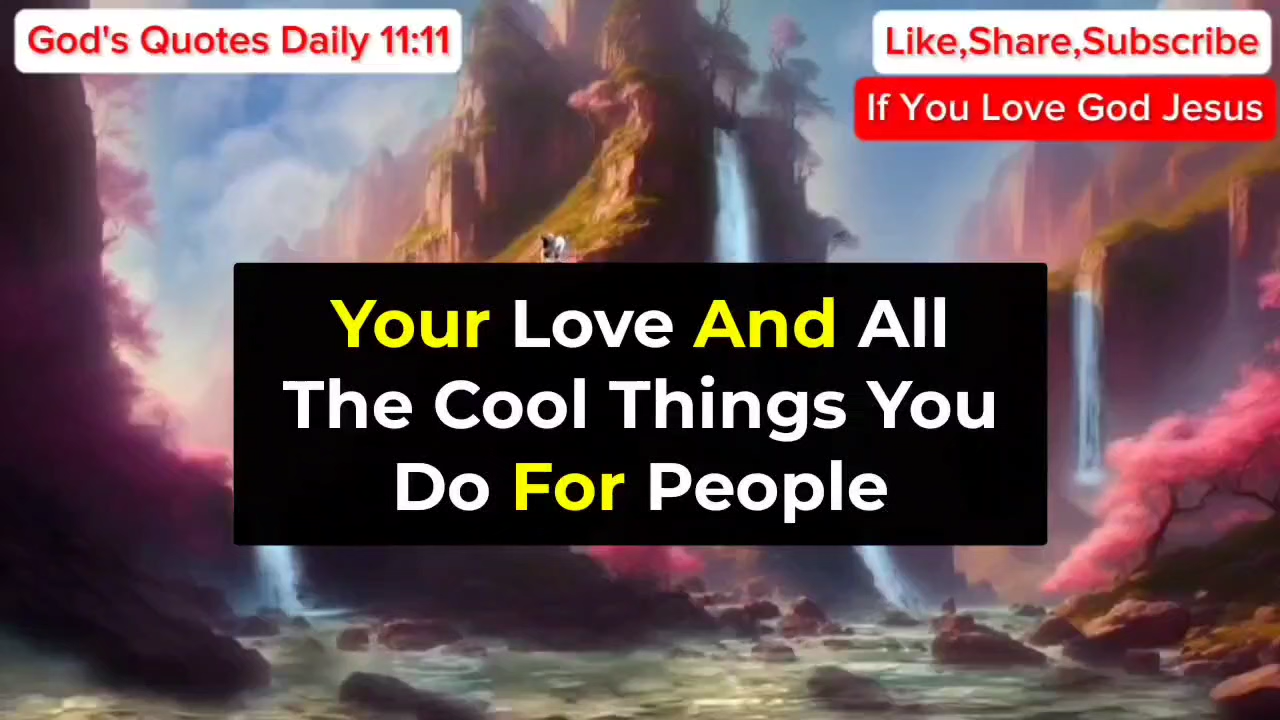 God's Quotes Daily 11:11
Like,Share,Subscribe
If You Love God Jesus
Your Love And All
The Cool Things You
Do For People